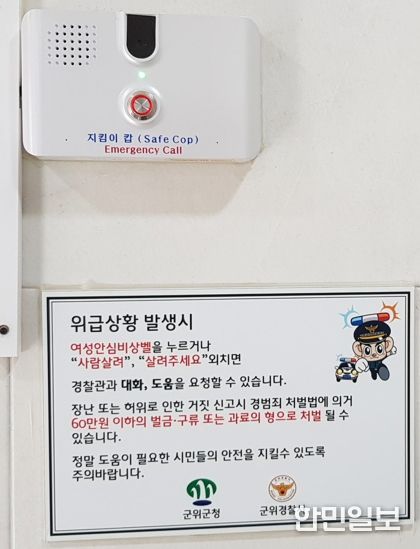 지킴이 캅 (Safe Cop)
Emergency Call
위급상황 발생시
여성안심비상벨을 누르거나
“사람살려”, “살려주세요”외치면
경찰관과 대화, 도움을 요청할 수 있습니다.
장난 또는 허위로 인한 거짓 신고시 경범죄 처벌법에 의거
60만원 이하의 벌금·구류 또는 과료의 형으로 처벌 될 수
있습니다.
정말 도움이 필요한 시민들의 안전을 지킬수 있도록
주의바랍니다.
군위군청
군위경찰서
한민일보